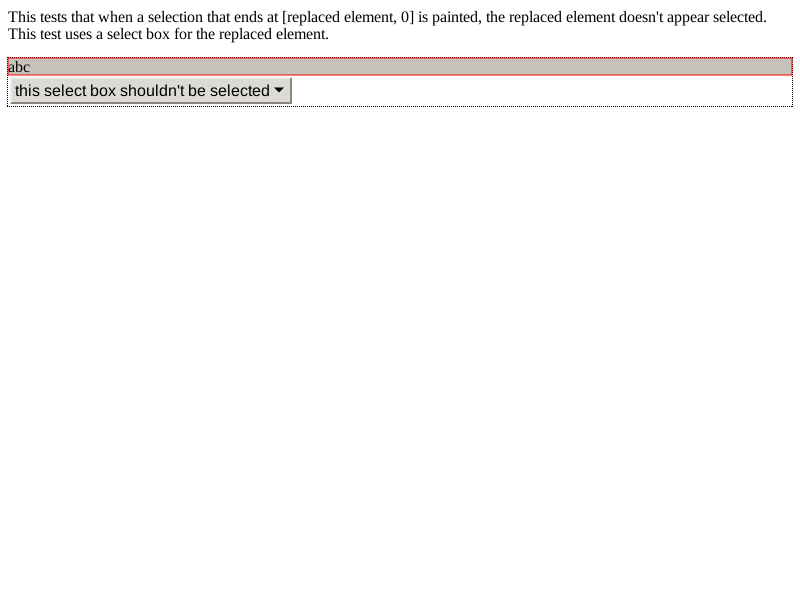 This tests that when a selection that ends at [replaced element, 0] is painted, the replaced element doesn't appear selected.
This test uses a select box for the replaced element.
abc
this select box shouldn't be selected